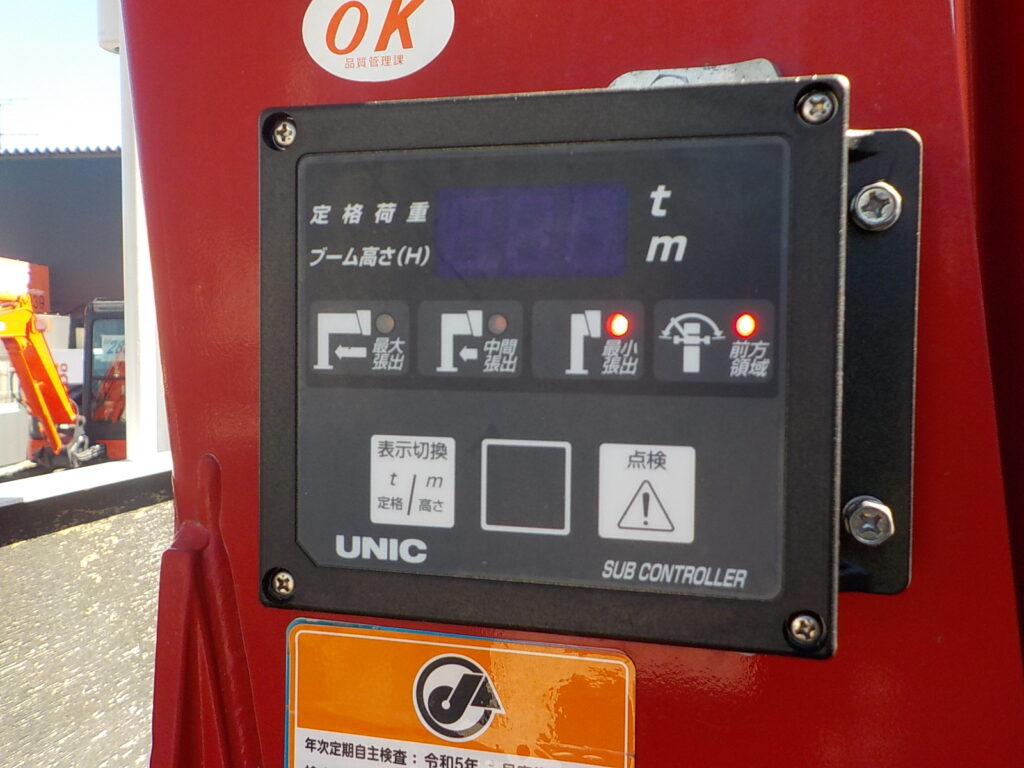 OK
品質管理課
定格荷重
t
ブーム高さ(H)
m
最大
張出
中間
張出
最小
張出
前方
領域
表示切換
t / m
定格 高さ
点検
UNIC
SUB CONTROLLER
年次定期自主検査:令和5年